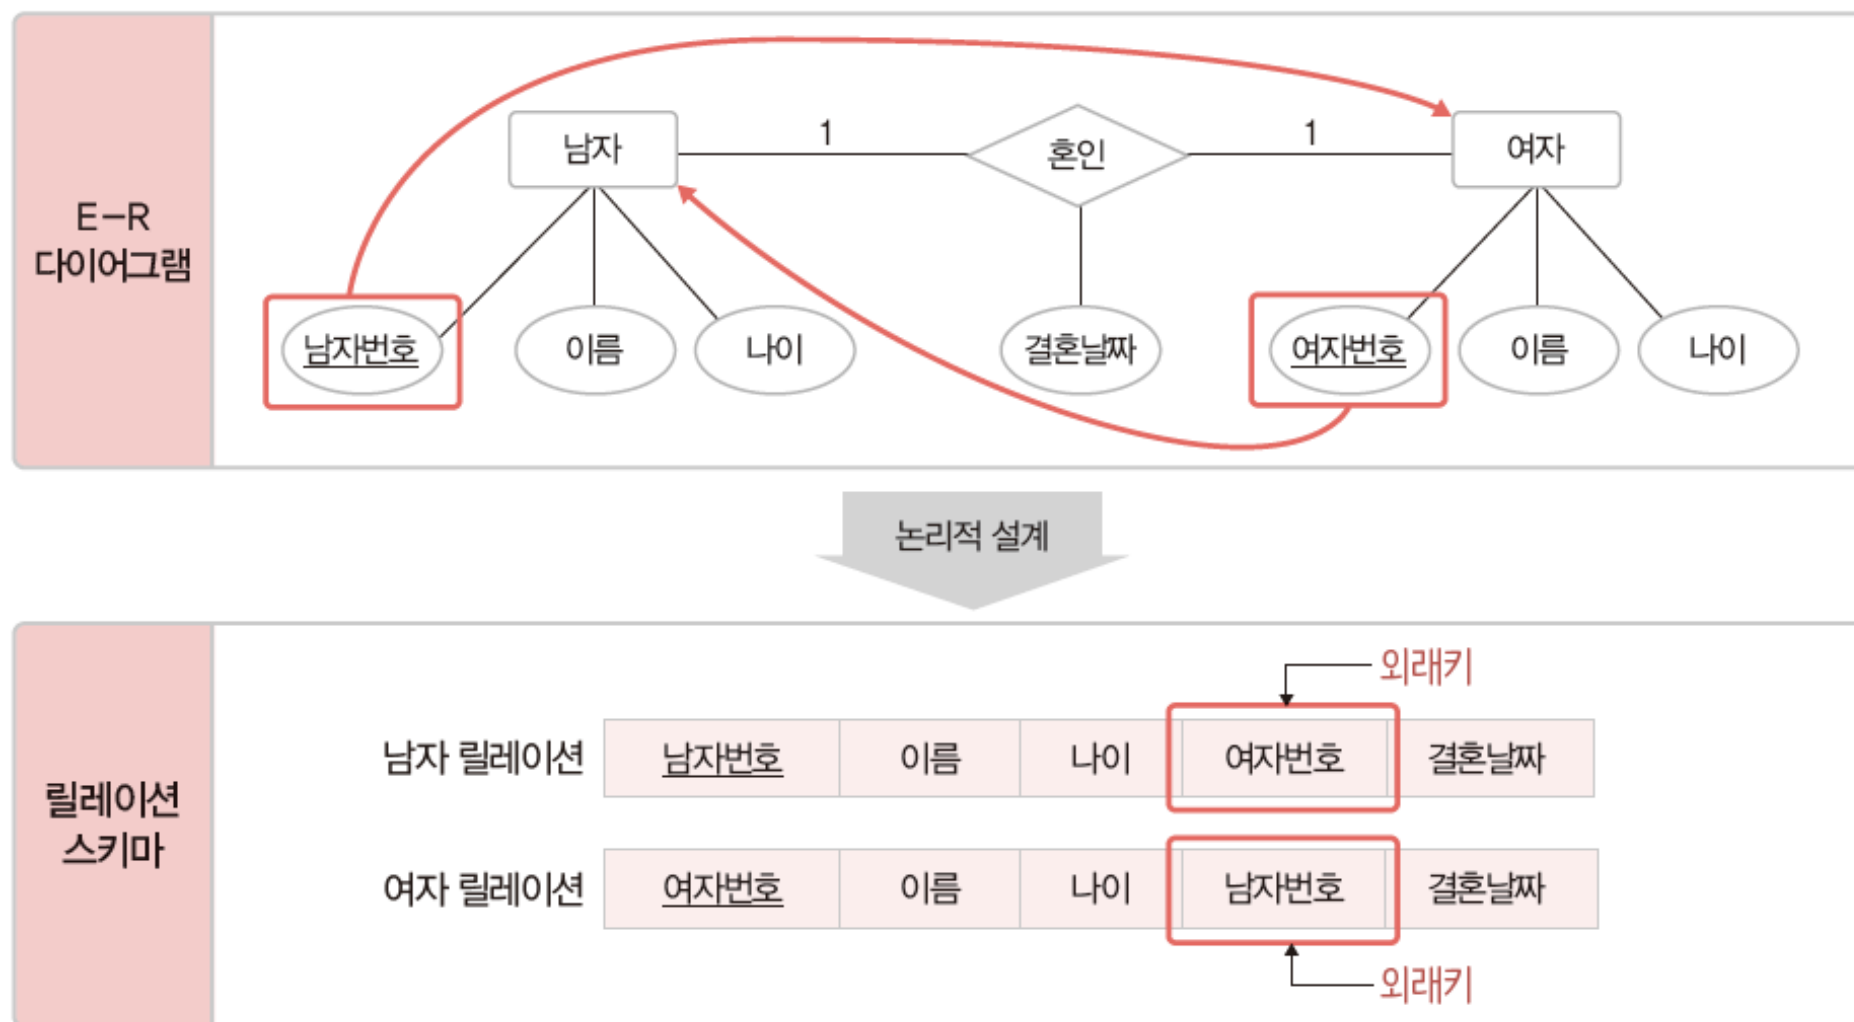 E-R
다이어그램
남자
1
혼인
1
여자
남자번호
이름
나이
결혼날짜
여자번호
이름
나이
논리적 설계
릴레이션
스키마
외래키
남자 릴레이션 남자번호 이름 나이 여자번호 결혼날짜
여자 릴레이션 여자번호 이름 나이 남자번호 결혼날짜
외래키